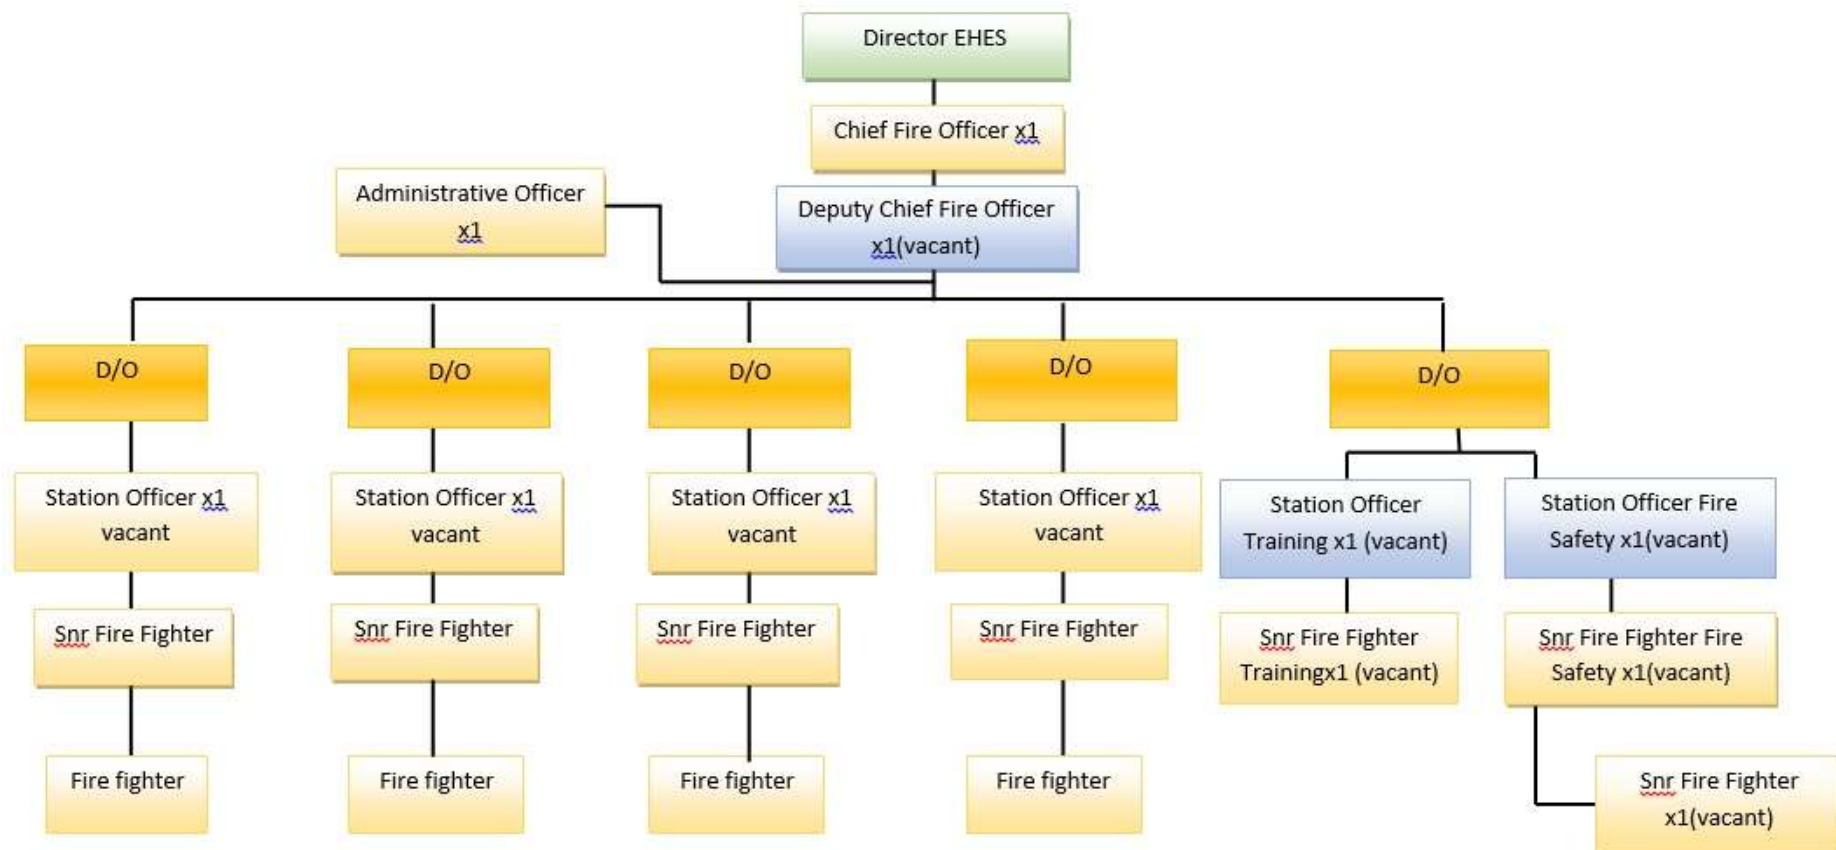 Director EHES
Chief Fire Officer x1
Administrative Officer
x1
Deputy Chief Fire Officer
x1(vacant)
D/O
D/O
D/O
D/O
D/O
Station Officer x1
vacant
Station Officer x1
vacant
Station Officer x1
vacant
Station Officer x1
vacant
Station Officer
Training x1 (vacant)
Station Officer Fire
Safety x1(vacant)
Snr Fire Fighter
Snr Fire Fighter
Snr Fire Fighter
Snr Fire Fighter
Snr Fire Fighter
Trainingx1 (vacant)
Snr Fire Fighter Fire
Safety x1(vacant)
Fire fighter
Fire fighter
Fire fighter
Fire fighter
Snr Fire Fighter
x1(vacant)